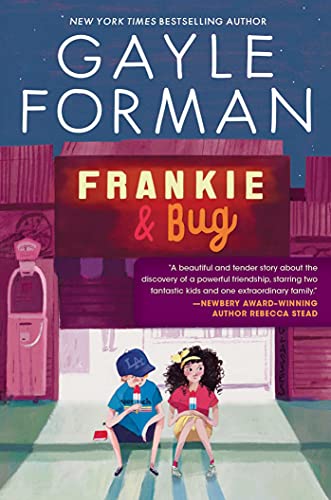 NEW YORK TIMES BESTSELLING AUTHOR
GAYLE
FORMAN
FRANKIE
& Bug
"A beautiful and tender story about the
discovery of a powerful friendship, starring two
fantastic kids and one extraordinary family."
—NEWBERY AWARD-WINNING
AUTHOR REBECCA STEAD
LA